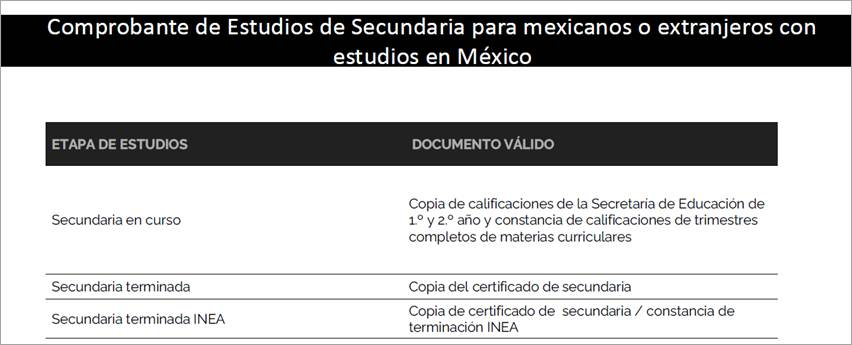 Comprobante de Estudios de Secundaria para mexicanos o extranjeros con
estudios en México
ETAPA DE ESTUDIOS DOCUMENTO VÁLIDO
Secundaria en curso
Copia de calificaciones de la Secretaría de Educación de
1.º y 2.º año y constancia de calificaciones de trimestres
completos de materias curriculares
Secundaria terminada Copia del certificado de secundaria
Secundaria terminada INEA
Copia de certificado de secundaria / constancia de
terminación INEA